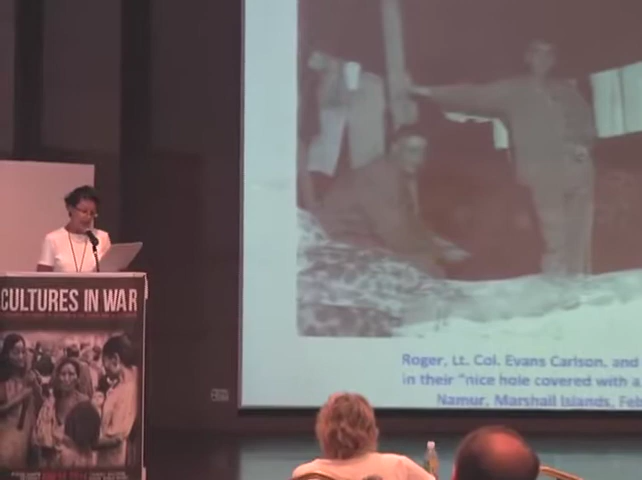 CULTURES IN WAR
Roger, Lt. Col. Evans Carlson, and
in their "nice hole covered with a
Namur, Marshall Islands, Feb